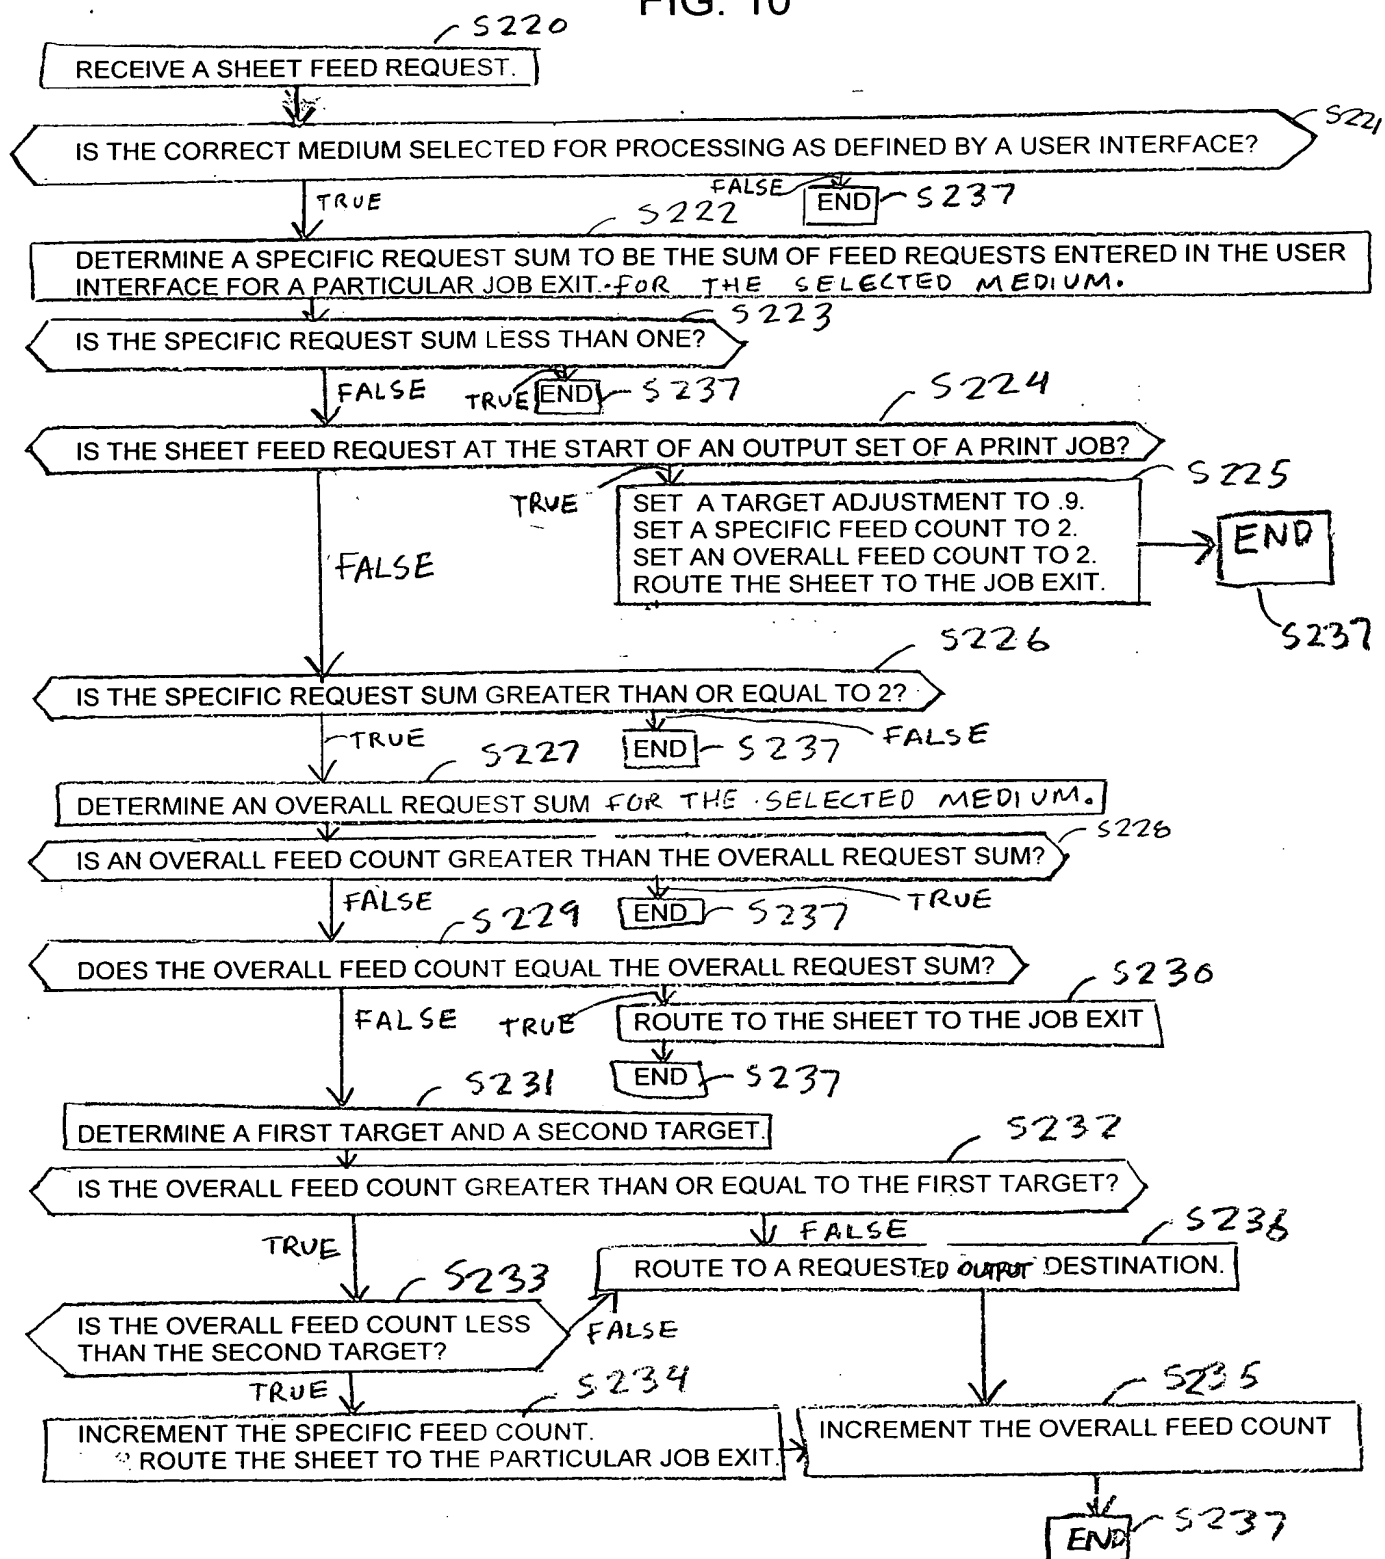 FIG. 10
S220
RECEIVE A SHEET FEED REQUEST.
S221
IS THE CORRECT MEDIUM SELECTED FOR PROCESSING AS DEFINED BY A USER INTERFACE?
TRUE
FALSE
END
S237
S222
DETERMINE A SPECIFIC REQUEST SUM TO BE THE SUM OF FEED REQUESTS ENTERED IN THE USER
INTERFACE FOR A PARTICULAR JOB EXIT. FOR THE SELECTED MEDIUM.
S223
IS THE SPECIFIC REQUEST SUM LESS THAN ONE?
FALSE
TRUE
END
S237
S224
IS THE SHEET FEED REQUEST AT THE START OF AN OUTPUT SET OF A PRINT JOB?
TRUE
S225
SET A TARGET ADJUSTMENT TO .9.
SET A SPECIFIC FEED COUNT TO 2.
SET AN OVERALL FEED COUNT TO 2.
ROUTE THE SHEET TO THE JOB EXIT.
END
S237
FALSE
S226
IS THE SPECIFIC REQUEST SUM GREATER THAN OR EQUAL TO 2?
TRUE
END
S237
FALSE
S227
DETERMINE AN OVERALL REQUEST SUM FOR THE SELECTED MEDIUM.
S228
IS AN OVERALL FEED COUNT GREATER THAN THE OVERALL REQUEST SUM?
FALSE
END
S237
TRUE
S229
DOES THE OVERALL FEED COUNT EQUAL THE OVERALL REQUEST SUM?
S230
FALSE
TRUE
ROUTE TO THE SHEET TO THE JOB EXIT
END
S237
S231
DETERMINE A FIRST TARGET AND A SECOND TARGET.
S232
IS THE OVERALL FEED COUNT GREATER THAN OR EQUAL TO THE FIRST TARGET?
TRUE
FALSE
ROUTE TO A REQUESTED OUTPUT DESTINATION.
S233
IS THE OVERALL FEED COUNT LESS
THAN THE SECOND TARGET?
FALSE
TRUE
S234
INCREMENT THE SPECIFIC FEED COUNT.
ROUTE THE SHEET TO THE PARTICULAR JOB EXIT.
S235
INCREMENT THE OVERALL FEED COUNT
END
S237